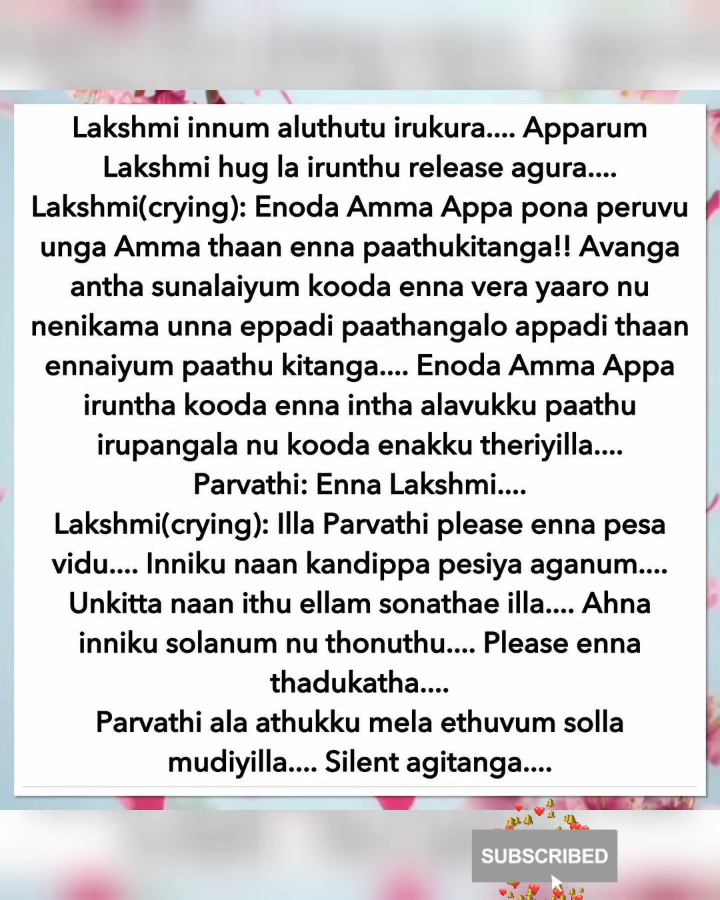 Lakshmi innum aluthutu irukura.... Apparum
Lakshmi hug la irunthu release agura....
Lakshmi(crying): Enoda Amma Appa pona peruvu
unga Amma thaan enna paathukitanga!! Avanga
antha sunalaiyum kooda enna vera yaaro nu
nenikama unna eppadi paathangalo appadi thaan
ennaiyum paathu kitanga.... Enoda Amma Appa
iruntha kooda enna intha alavukku paathu
irupangala nu kooda enakku theriyilla....
Parvathi: Enna Lakshmi....
Lakshmi(crying): Illa Parvathi please enna pesa
vidu.... Inniku naan kandippa pesiya aganum....
Unkitta naan ithu ellam sonathae illa.... Ahna
inniku solanum nu thonuthu.... Please enna
thadukatha....
Parvathi ala athukku mela ethuvum solla
mudiyilla.... Silent agitanga....
SUBSCRIBED